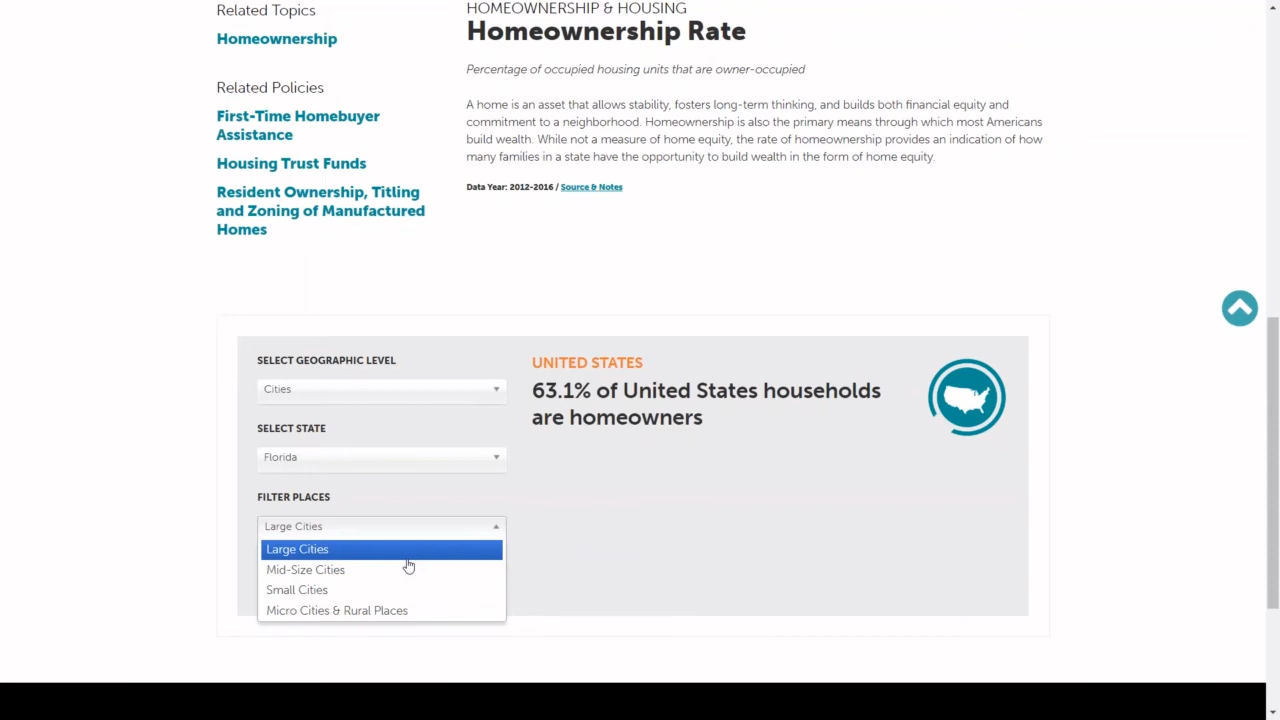 Related Topics
Homeownership
Related Policies
First-Time Homebuyer
Assistance
Housing Trust Funds
Resident Ownership, Titling
and Zoning of Manufactured
Homes
HOMEOWNERSHIP & HOUSING
Homeownership Rate
Percentage of occupied housing units that are owner-occupied
A home is an asset that allows stability, fosters long-term thinking, and builds both financial equity and
commitment to a neighborhood. Homeownership is also the primary means through which most Americans
build wealth. While not a measure of home equity, the rate of homeownership provides an indication of how
many families in a state have the opportunity to build wealth in the form of home equity.
Data Year: 2012-2016 / Source & Notes
SELECT GEOGRAPHIC LEVEL
Cities
SELECT STATE
Florida
FILTER PLACES
Large Cities
Large Cities
Mid-Size Cities
Small Cities
Micro Cities & Rural Places
UNITED STATES
63.1% of United States households
are homeowners